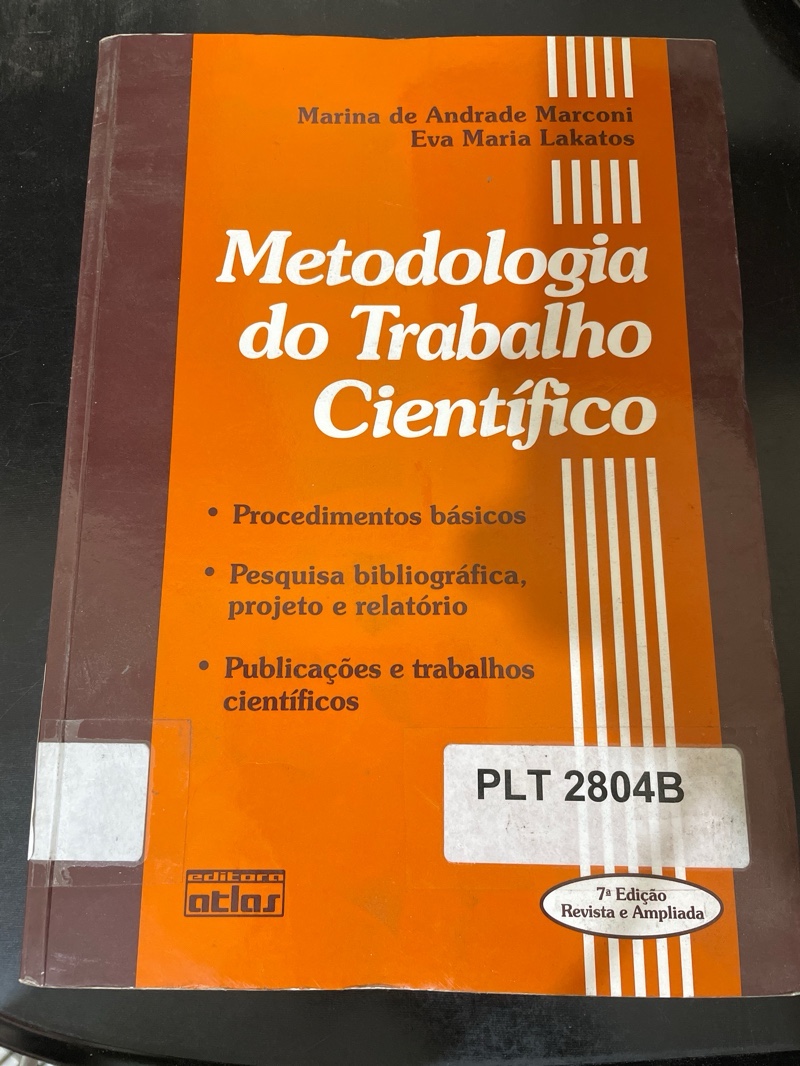 Marina de Andrade Marconi
Eva Maria Lakatos
Metodologia
do Trabalho
Científico
• Procedimentos básicos
• Pesquisa bibliográfica,
projeto e relatório
• Publicações e trabalhos
científicos
PLT 2804B
editora
atlas
7ª Edição
Revista e Ampliada